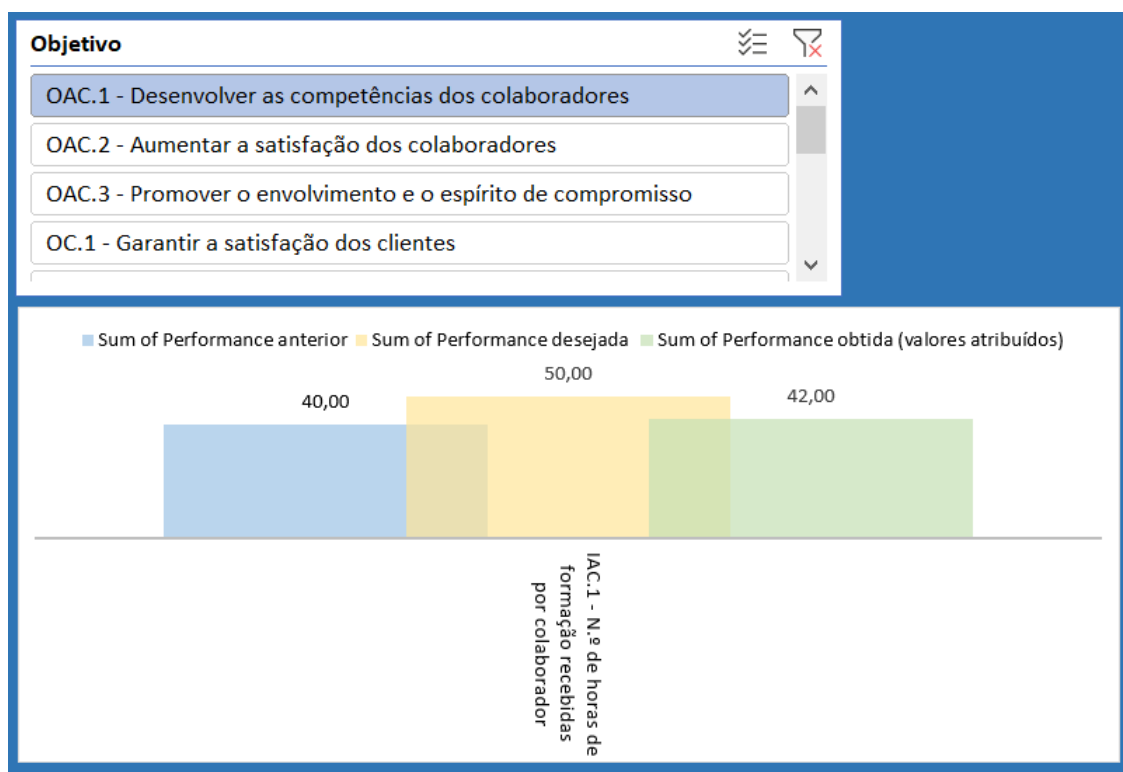 Objetivo
OAC.1 - Desenvolver as competências dos colaboradores
OAC.2 - Aumentar a satisfação dos colaboradores
OAC.3 - Promover o envolvimento e o espírito de compromisso
OC.1 - Garantir a satisfação dos clientes
Sum of Performance anterior Sum of Performance desejada Sum of Performance obtida (valores atribuídos)
50,00
40,00
42,00
IAC.1 - N.º de horas de
formação recebidas
por colaborador